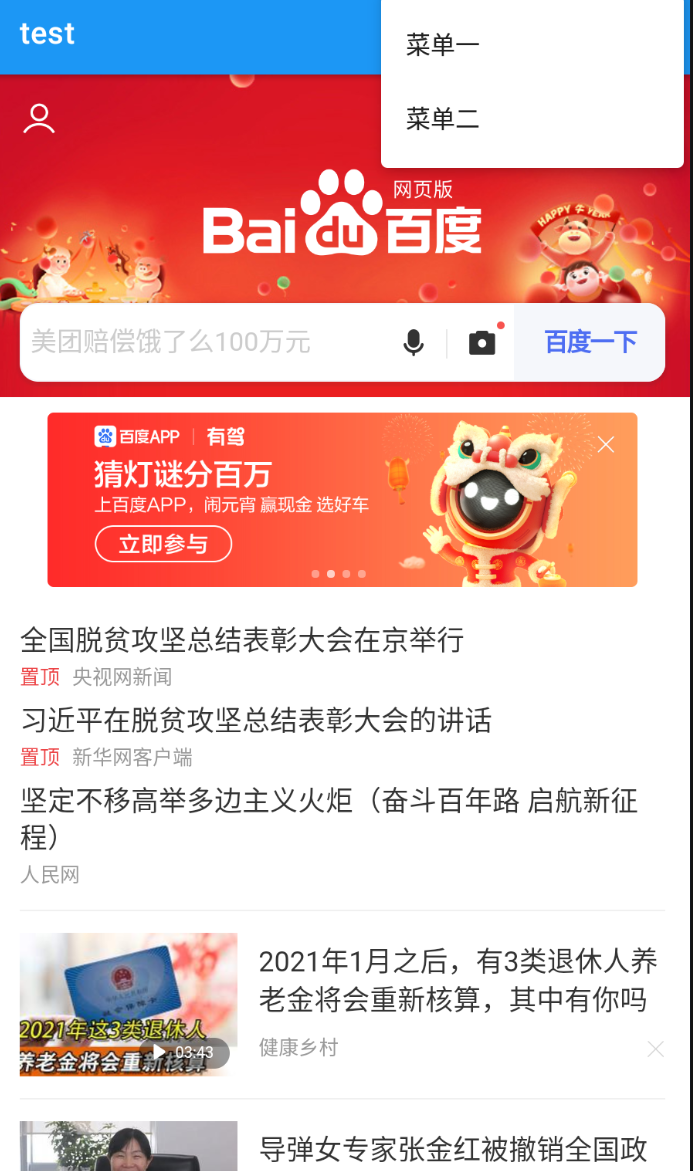 test
菜单一
菜单二
网页版
Bai du 百度
HAPPY 牛 YEAR
美团赔偿饿了么100万元
百度一下
百度APP 有驾
猜灯谜分百万
上百度APP，闹元宵 赢现金 选好车
立即参与
全国脱贫攻坚总结表彰大会在京举行
置顶 央视网新闻
习近平在脱贫攻坚总结表彰大会的讲话
置顶 新华网客户端
坚定不移高举多边主义火炬（奋斗百年路 启航新征
程）
人民网
2021年1月之后，有3类退休人养
老金将会重新核算，其中有你吗
健康乡村
2021年这3类退休人
养老金将会重新核算
03:43
导弹女专家张金红被撤销全国政